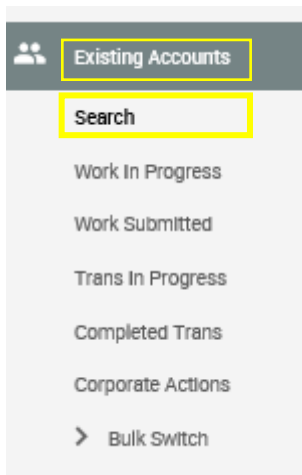 Existing Accounts
Search
Work In Progress
Work Submitted
Trans In Progress
Completed Trans
Corporate Actions
Bulk Switch